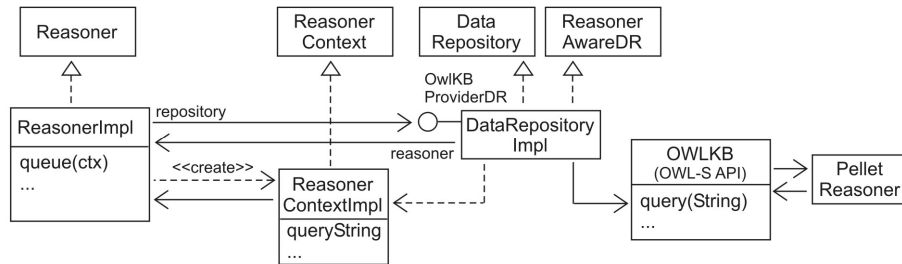 Reasoner
Reasoner
Context
Data
Repository
Reasoner
AwareDR
OwlKB
ProviderDR
repository
ReasonerImpl
queue(ctx)
...
DataRepository
Impl
reasoner
<<create>>
Reasoner
ContextImpl
queryString
...
OWLKB
(OWL-S API)
query(String)
...
Pellet
Reasoner